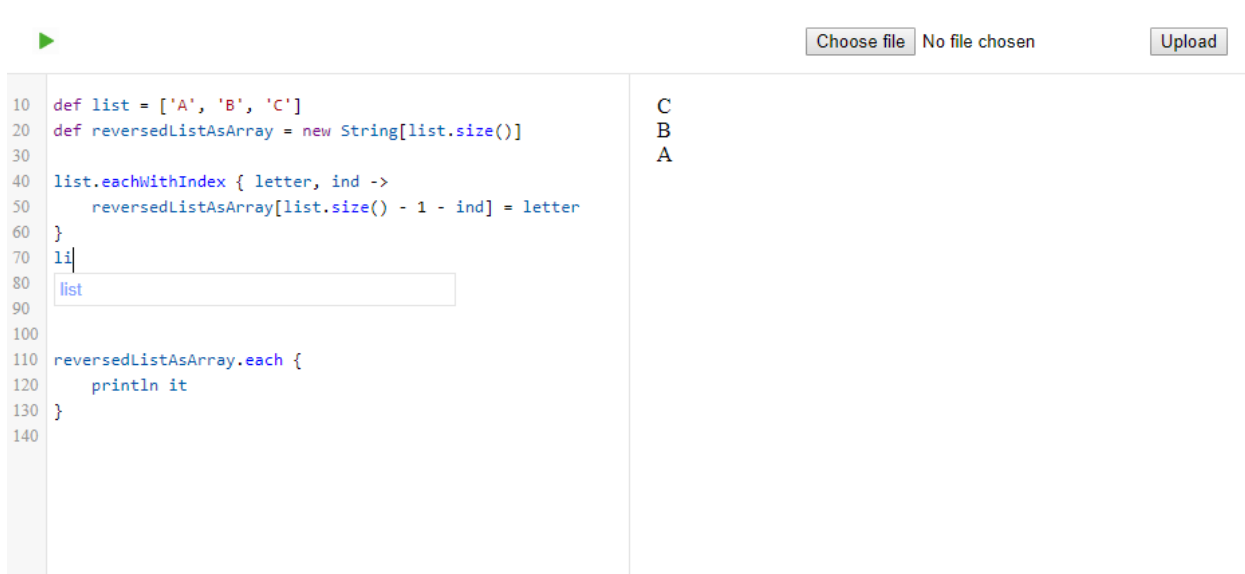 Choose file No file chosen Upload
10 def list = ['A', 'B', 'C']
20 def reversedListAsArray = new String[list.size()]
30
40 list.eachWithIndex { letter, ind ->
50     reversedListAsArray[list.size() - 1 - ind] = letter
60 }
70 li
80 list
90
100
110 reversedListAsArray.each {
120     println it
130 }
140
C
B
A